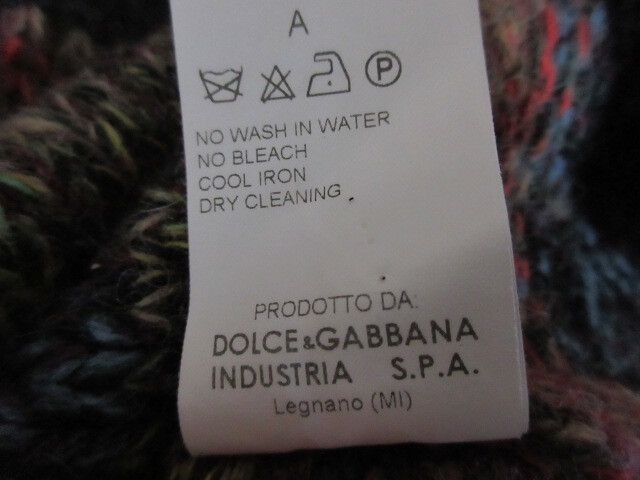 A
P
NO WASH IN WATER
NO BLEACH
COOL IRON
DRY CLEANING
PRODOTTO DA:
DOLCE&GABBANA
INDUSTRIA S.P.A.
Legnano (MI)